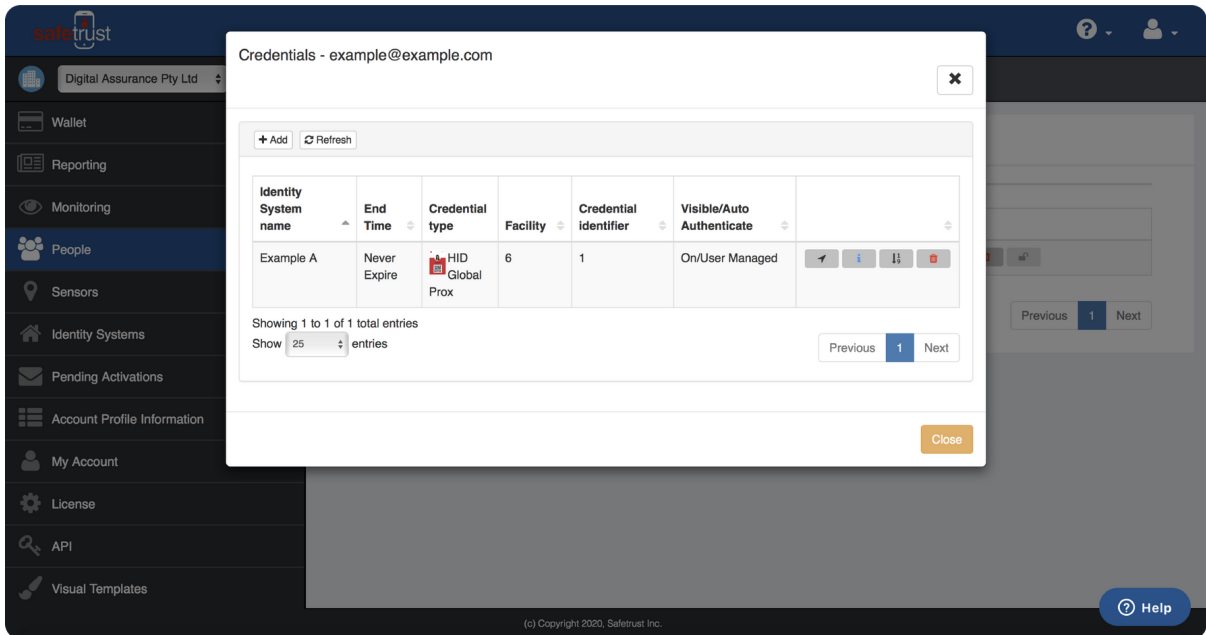 safetrust
Digital Assurance Pty Ltd
Wallet
Reporting
Monitoring
People
Sensors
Identity Systems
Pending Activations
Account Profile Information
My Account
License
API
Visual Templates
Credentials - example@example.com
+ Add Refresh
Identity System name End Time Credential type Facility Credential identifier Visible/Auto Authenticate
Example A Never Expire HID Global Prox 6 1 On/User Managed
Showing 1 to 1 of 1 total entries
Show 25 entries
Previous 1 Next
Close
Previous 1 Next
Help
(c) Copyright 2020, Safetrust Inc.